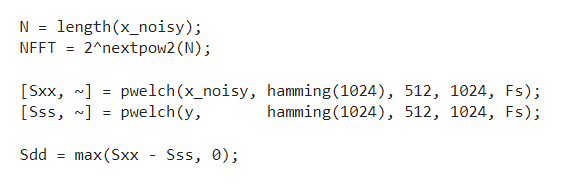 N = length(x_noisy);
NFFT = 2^nextpow2(N);
[Sxx, ~] = pwelch(x_noisy, hamming(1024), 512, 1024, Fs);
[Sss, ~] = pwelch(y,       hamming(1024), 512, 1024, Fs);
Sdd = max(Sxx - Sss, 0);